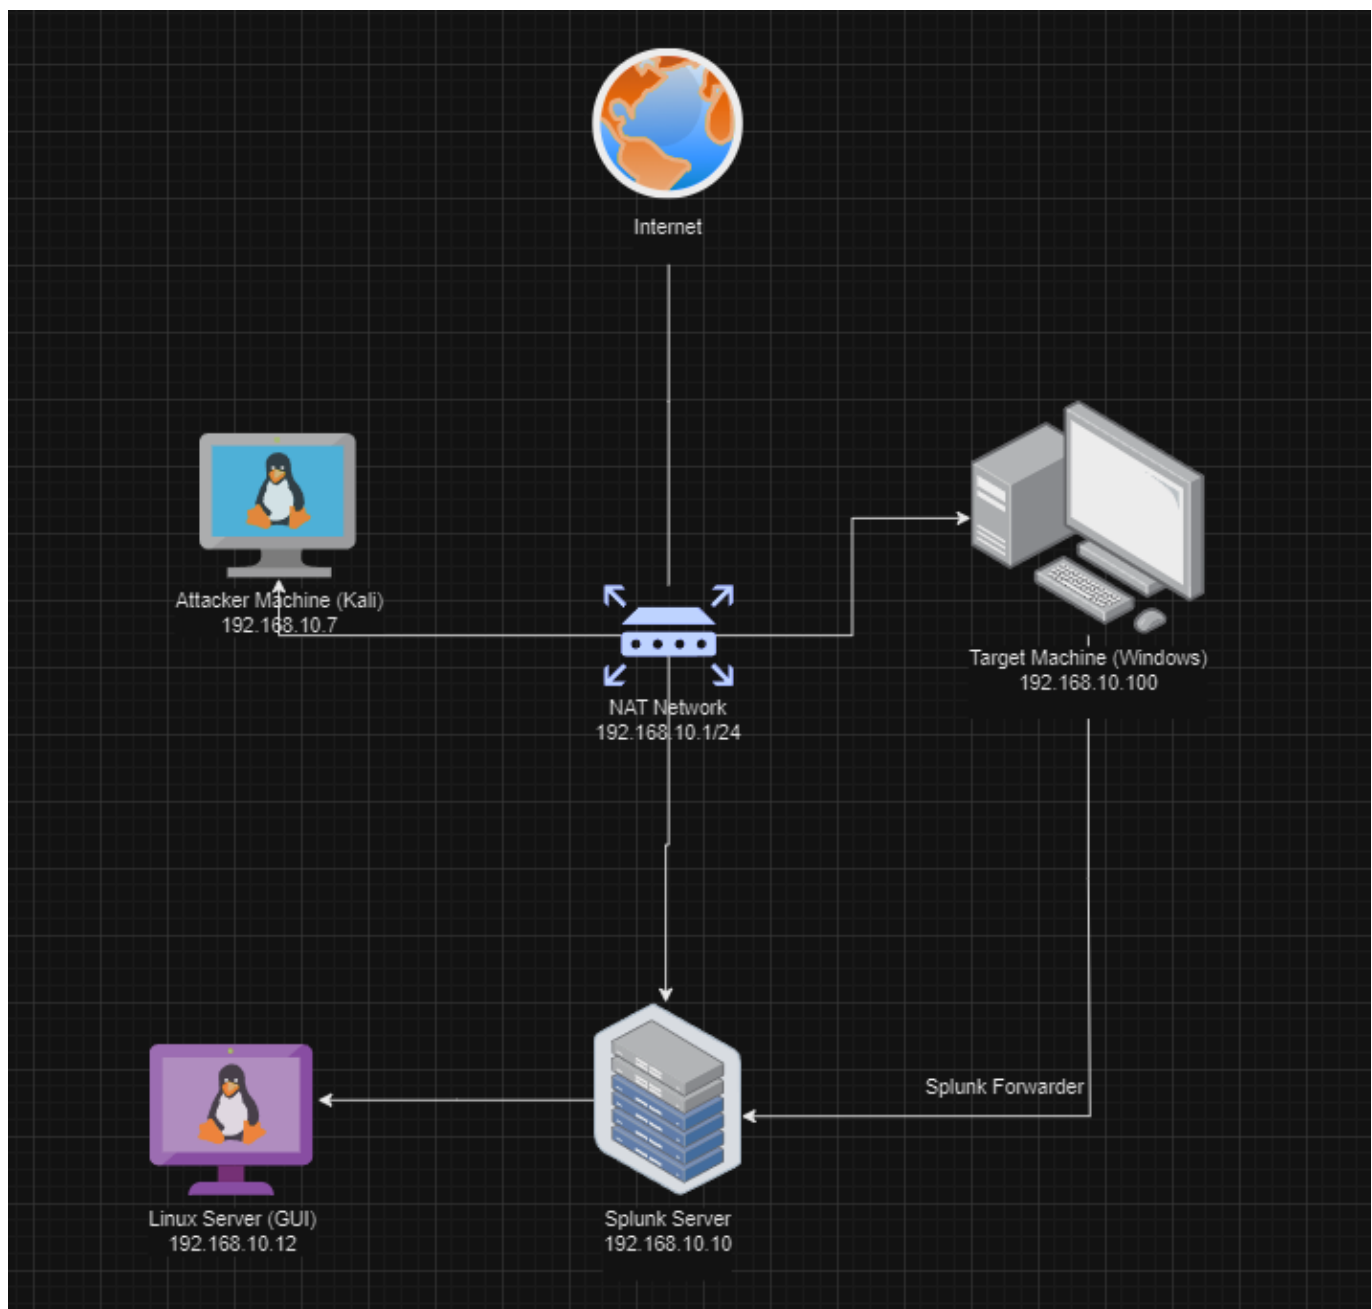 Internet
Attacker Machine (Kali)
192.168.10.7
Target Machine (Windows)
192.168.10.100
NAT Network
192.168.10.1/24
Splunk Forwarder
Linux Server (GUI)
192.168.10.12
Splunk Server
192.168.10.10